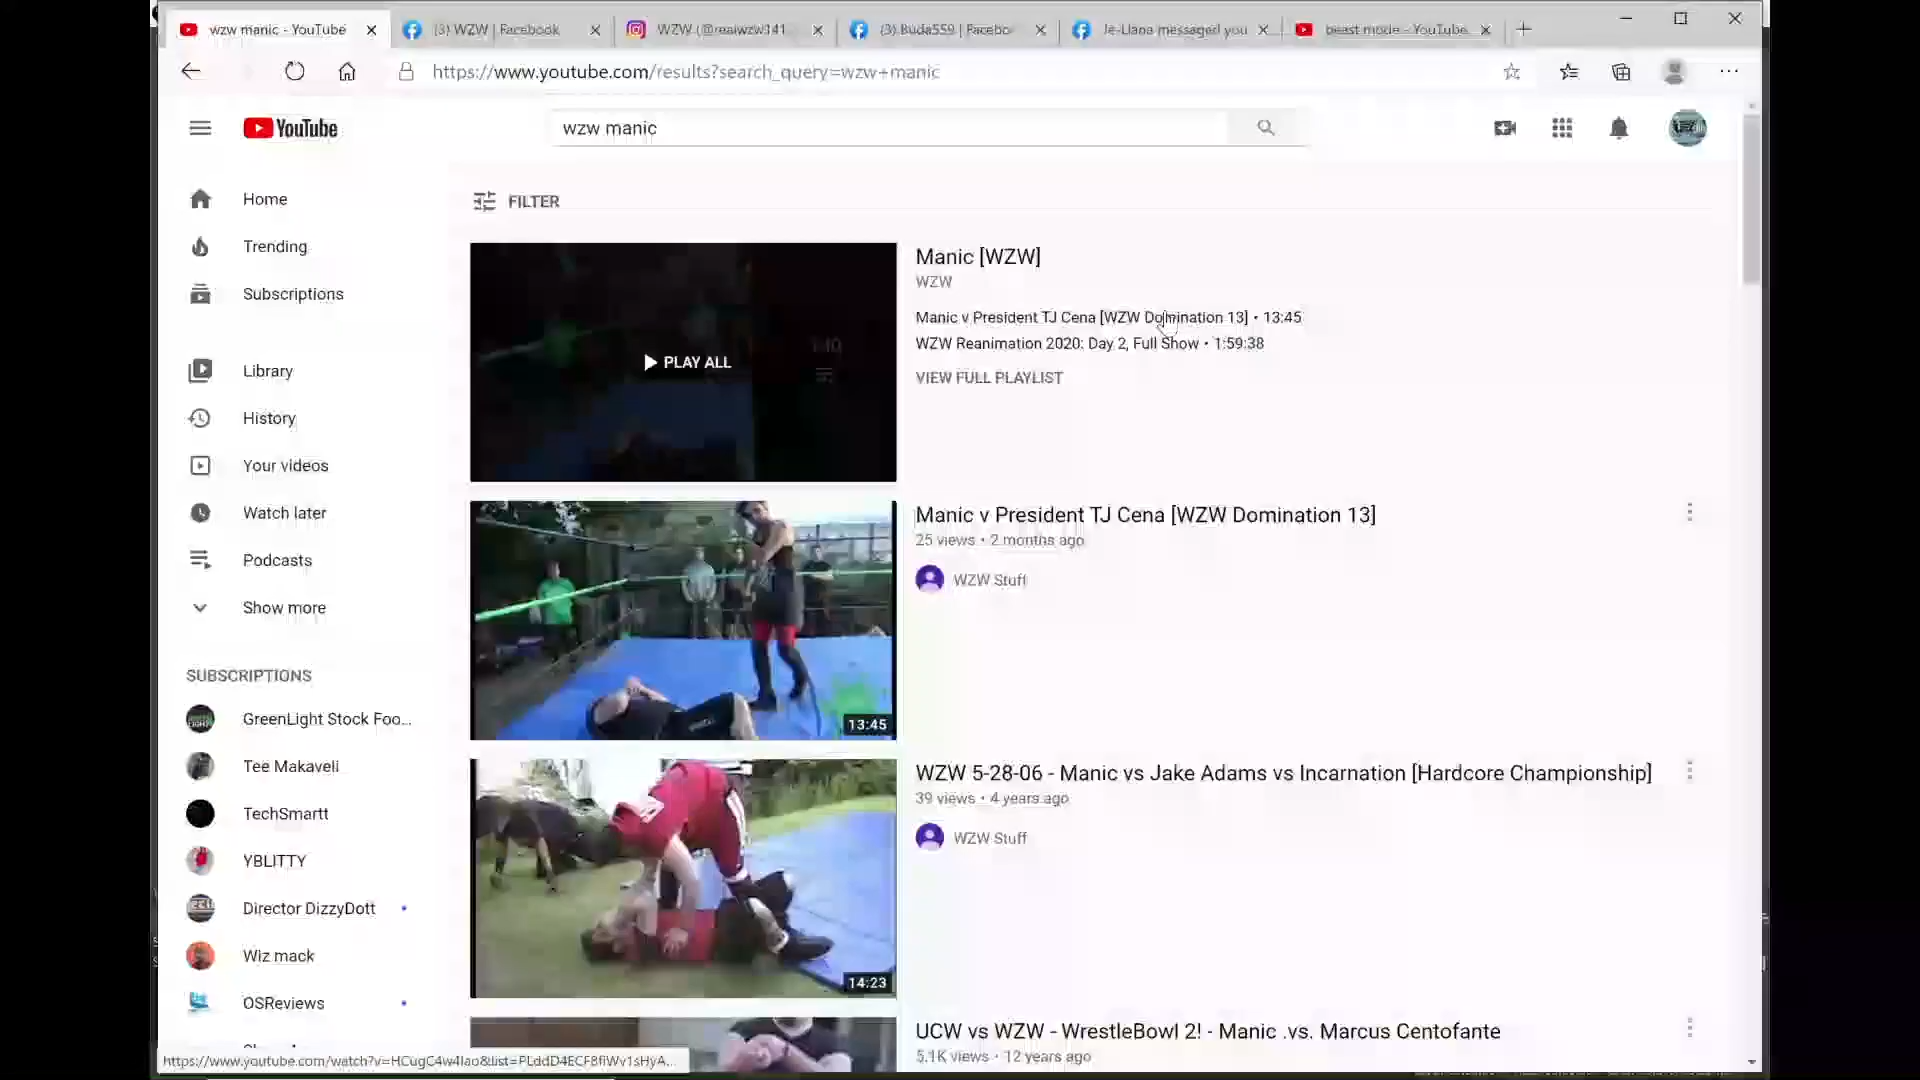 wzw manic - YouTube
(3) WZW | Facebook
WZW (@realwzw141
(3) Buda559 | Facebo
Je-Llana messaged you
beast mode - YouTube
https://www.youtube.com/results?search_query=wzw+manic
YouTube
wzw manic
Home
Trending
Subscriptions
Library
History
Your videos
Watch later
Podcasts
Show more
SUBSCRIPTIONS
GreenLight Stock Foo...
Tee Makaveli
TechSmartt
YBLITTY
Director DizzyDott
Wiz mack
OSReviews
FILTER
PLAY ALL
Manic [WZW]
WZW
Manic v President TJ Cena [WZW Domination 13] • 13:45
WZW Reanimation 2020: Day 2, Full Show • 1:59:38
VIEW FULL PLAYLIST
13:45
Manic v President TJ Cena [WZW Domination 13]
25 views • 2 months ago
WZW Stuff
14:23
WZW 5-28-06 - Manic vs Jake Adams vs Incarnation [Hardcore Championship]
39 views • 4 years ago
WZW Stuff
UCW vs WZW - WrestleBowl 2! - Manic .vs. Marcus Centofante
5.1K views • 12 years ago
https://www.youtube.com/watch?v=HCugC4w4Iao&list=PLddD4ECF8fiWv1sHyA...